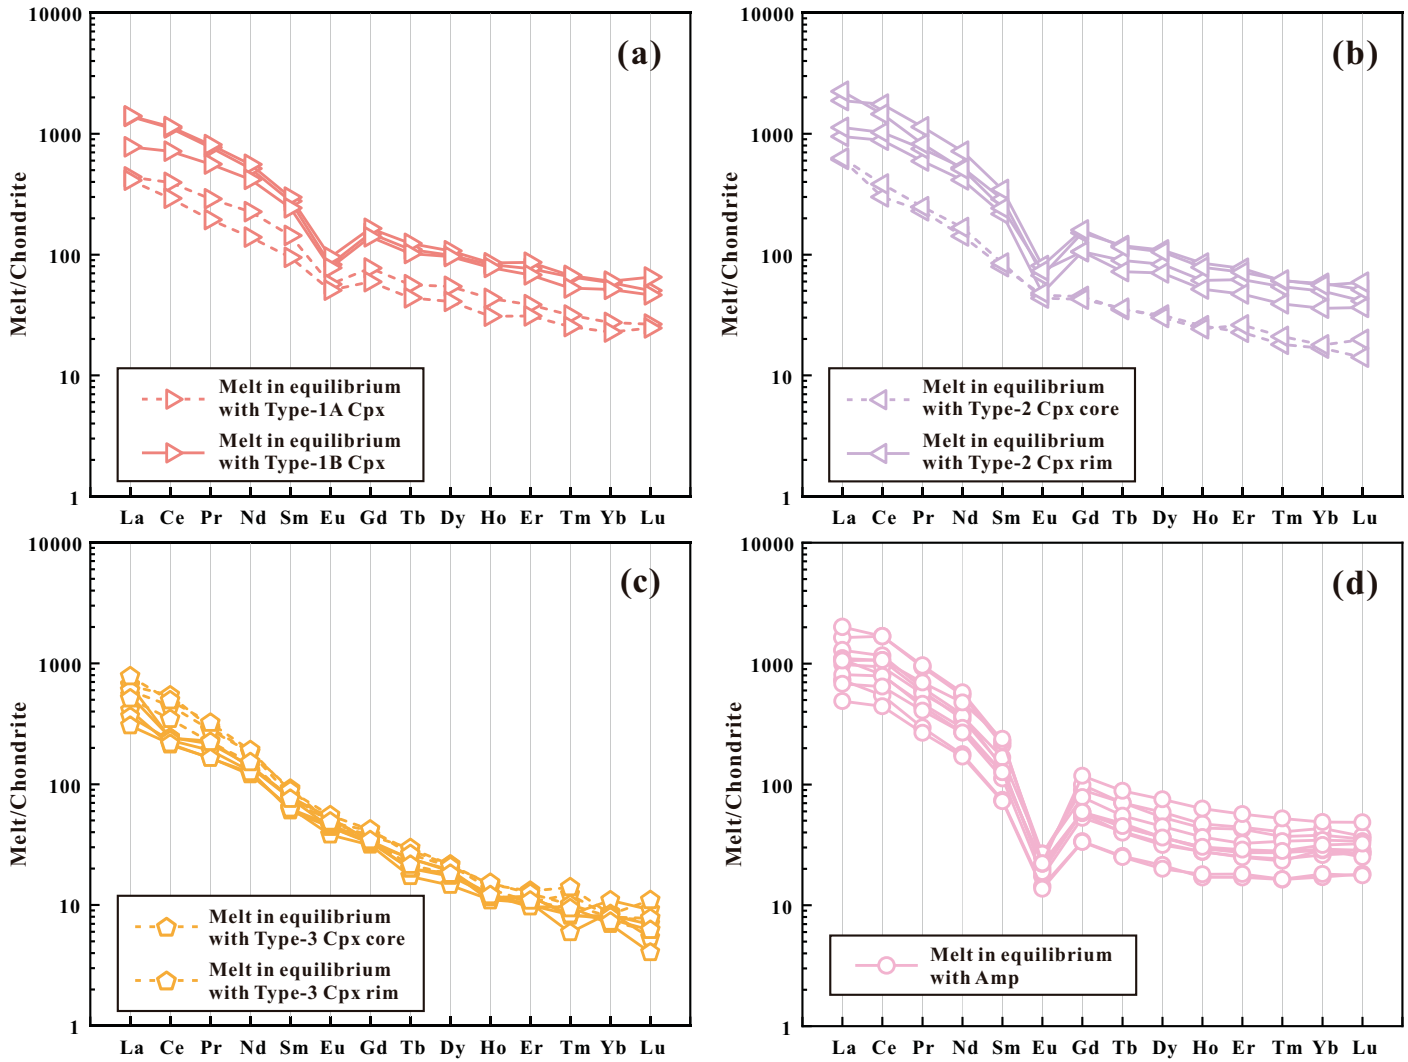 (a)
10000
1000
100
10
1
Melt/Chondrite
Melt in equilibrium
with Type-1A Cpx
Melt in equilibrium
with Type-1B Cpx
La Ce Pr Nd Sm Eu Gd Tb Dy Ho Er Tm Yb Lu
(b)
10000
1000
100
10
1
Melt/Chondrite
Melt in equilibrium
with Type-2 Cpx core
Melt in equilibrium
with Type-2 Cpx rim
La Ce Pr Nd Sm Eu Gd Tb Dy Ho Er Tm Yb Lu
(c)
10000
1000
100
10
1
Melt/Chondrite
Melt in equilibrium
with Type-3 Cpx core
Melt in equilibrium
with Type-3 Cpx rim
La Ce Pr Nd Sm Eu Gd Tb Dy Ho Er Tm Yb Lu
(d)
10000
1000
100
10
1
Melt/Chondrite
Melt in equilibrium
with Amp
La Ce Pr Nd Sm Eu Gd Tb Dy Ho Er Tm Yb Lu